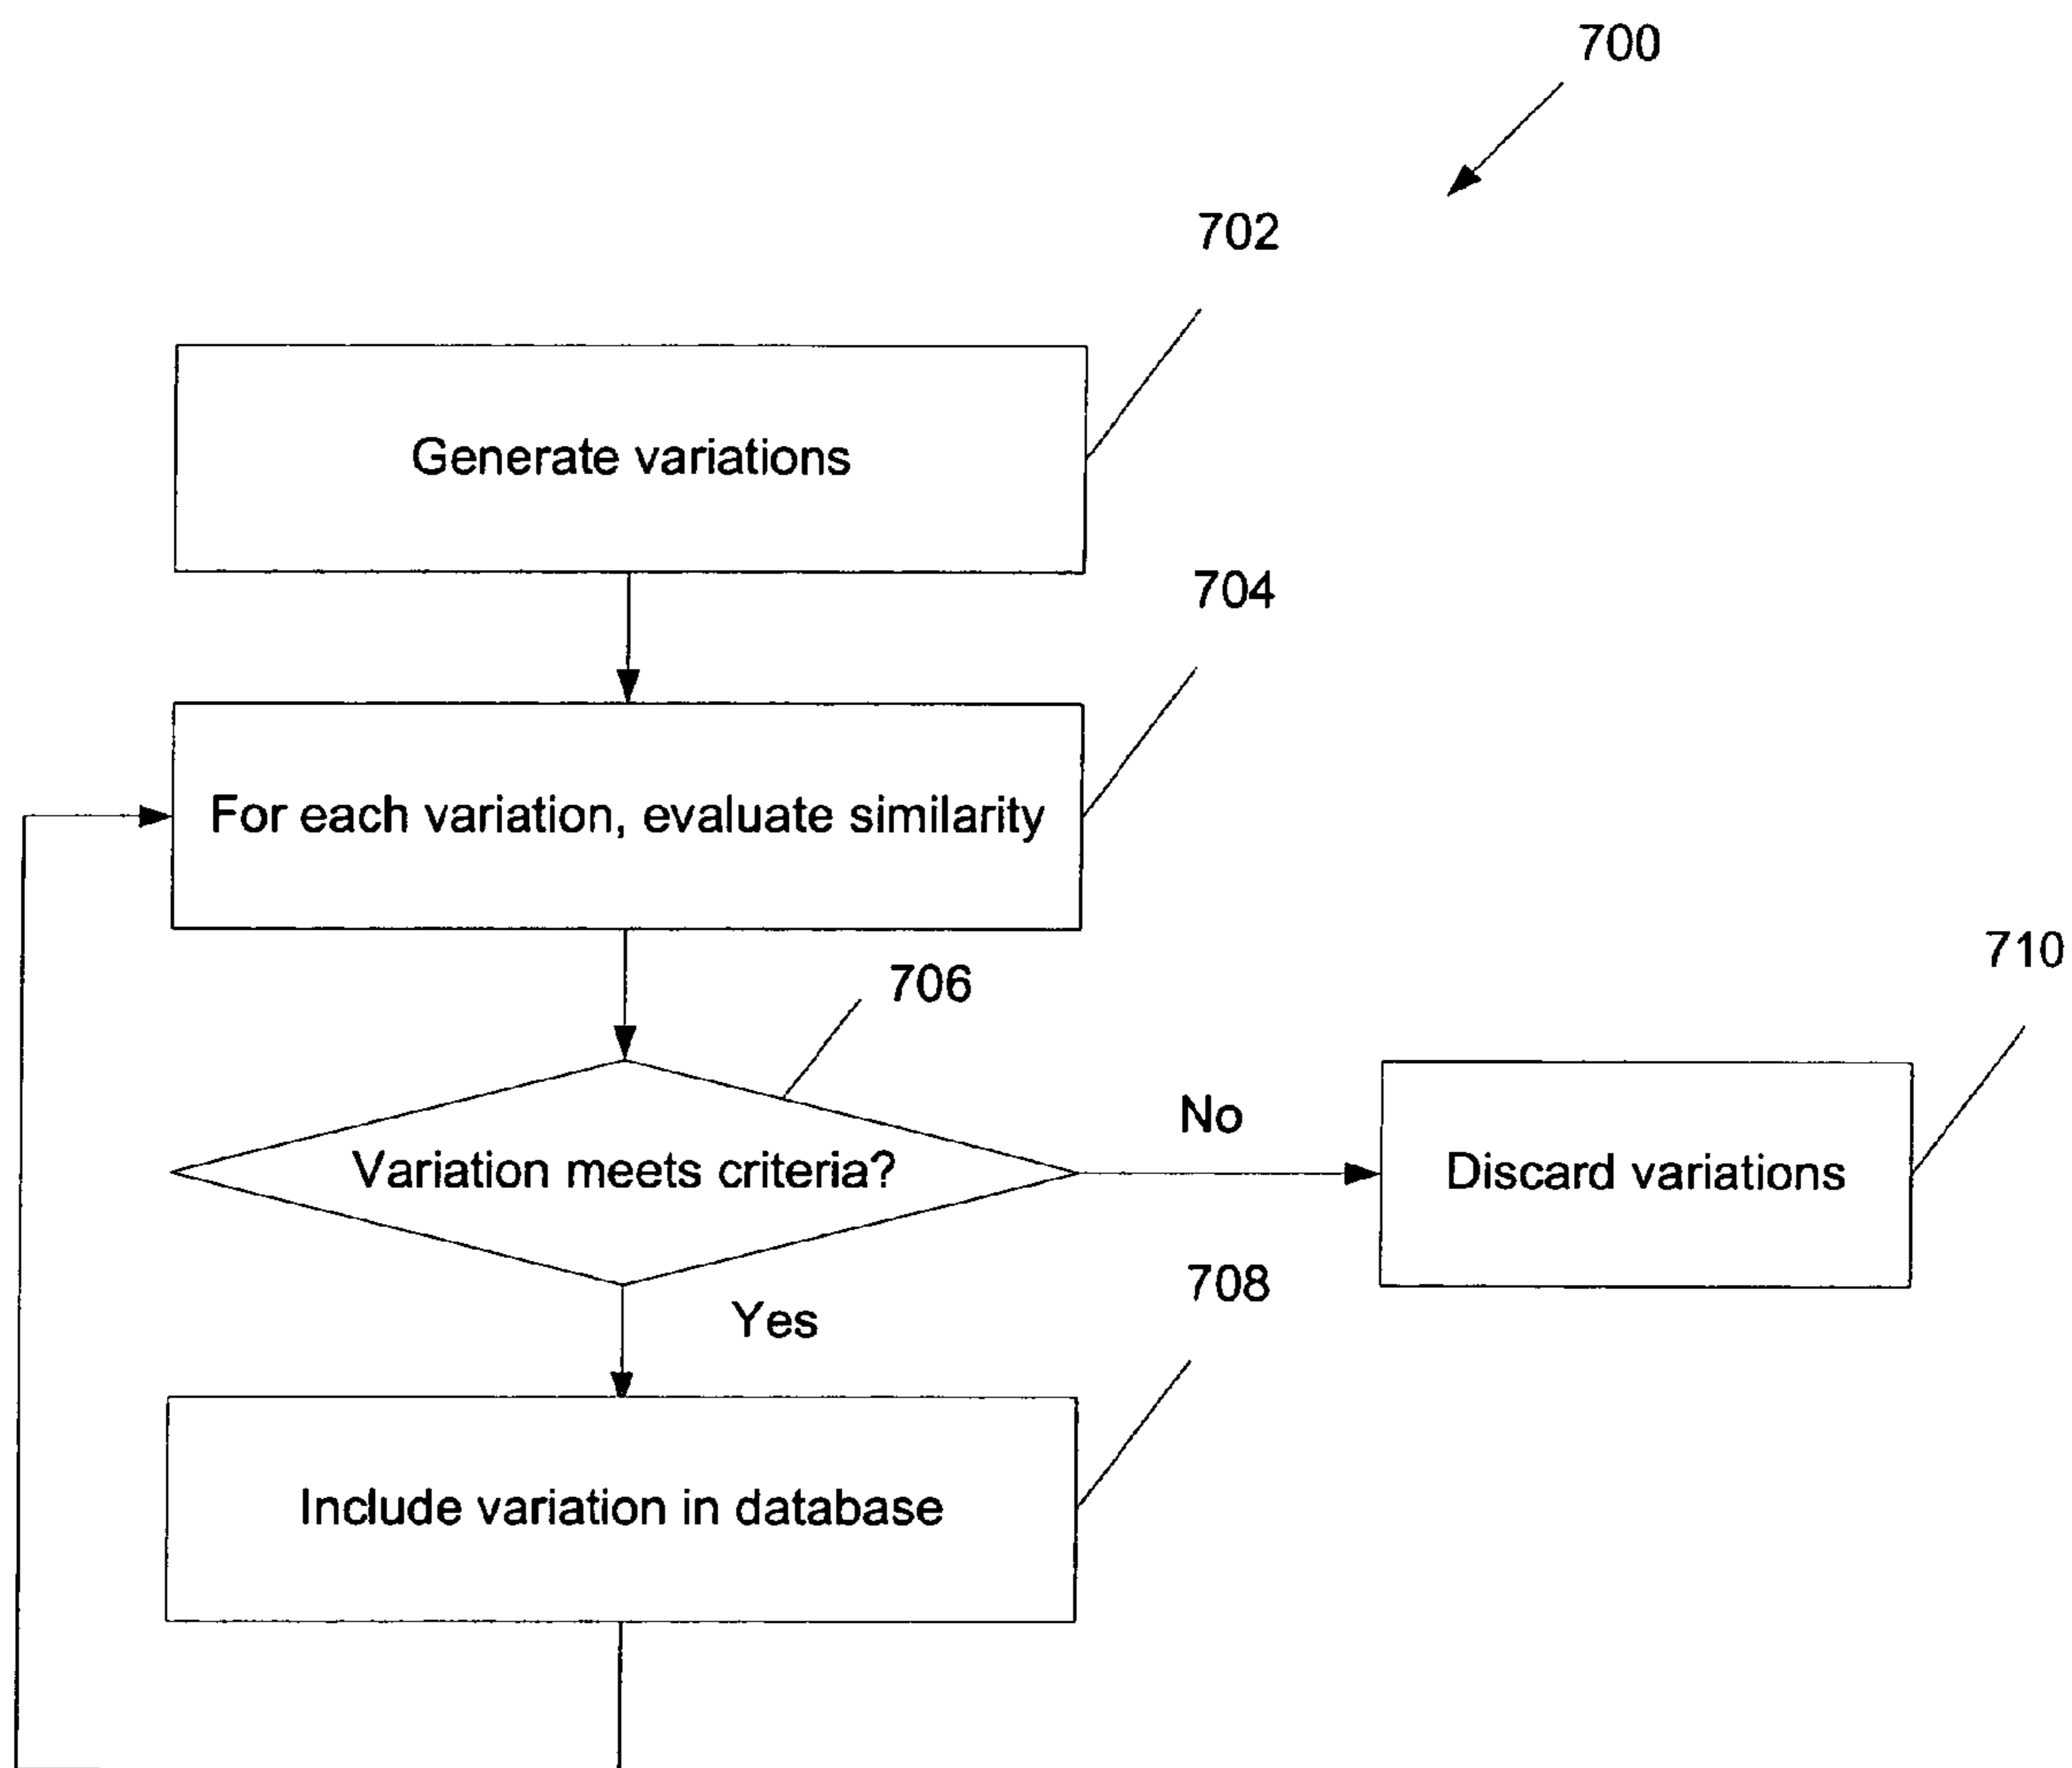 700
702
Generate variations
704
For each variation, evaluate similarity
706
710
Variation meets criteria?
No
Discard variations
Yes
708
Include variation in database